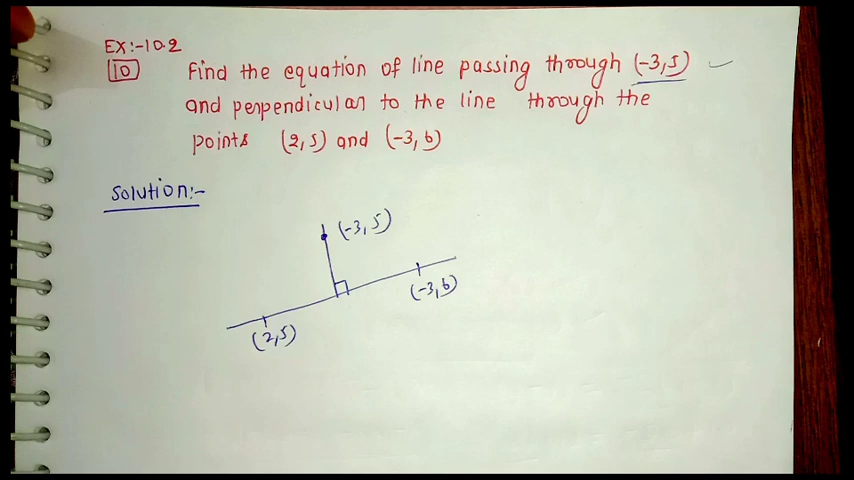 Ex:-10.2
10 Find the equation of line passing through (-3,5)
and perpendicular to the line through the
points (2,5) and (-3,6)
Solution:-
(-3,5)
(-3,6)
(2,5)